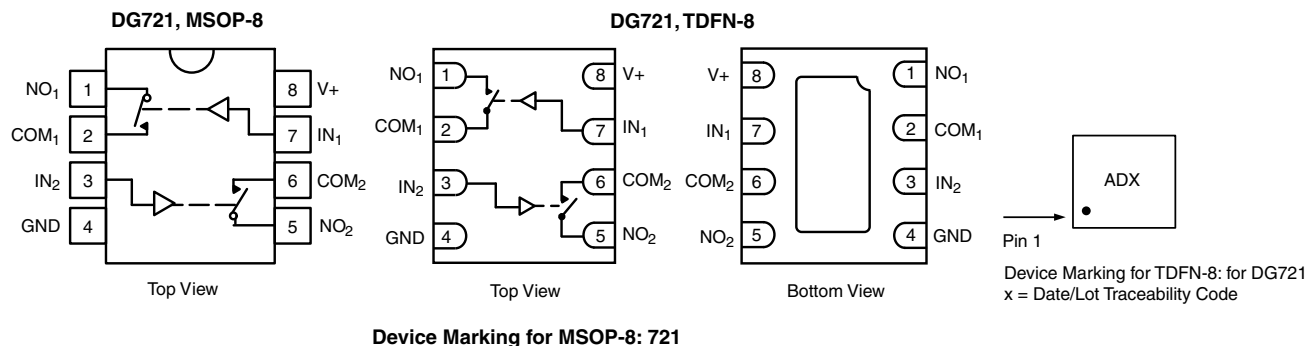 DG721, MSOP-8
NO1
1
COM1
2
IN2
3
GND
4
8
V+
7
IN1
6
COM2
5
NO2
Top View
DG721, TDFN-8
NO1
1
COM1
2
IN2
3
GND
4
8
V+
7
IN1
6
COM2
5
NO2
Top View
V+
8
IN1
7
COM2
6
NO2
5
1
NO1
2
COM1
3
IN2
4
GND
Bottom View
ADX
Pin 1
Device Marking for TDFN-8: for DG721
x = Date/Lot Traceability Code
Device Marking for MSOP-8: 721